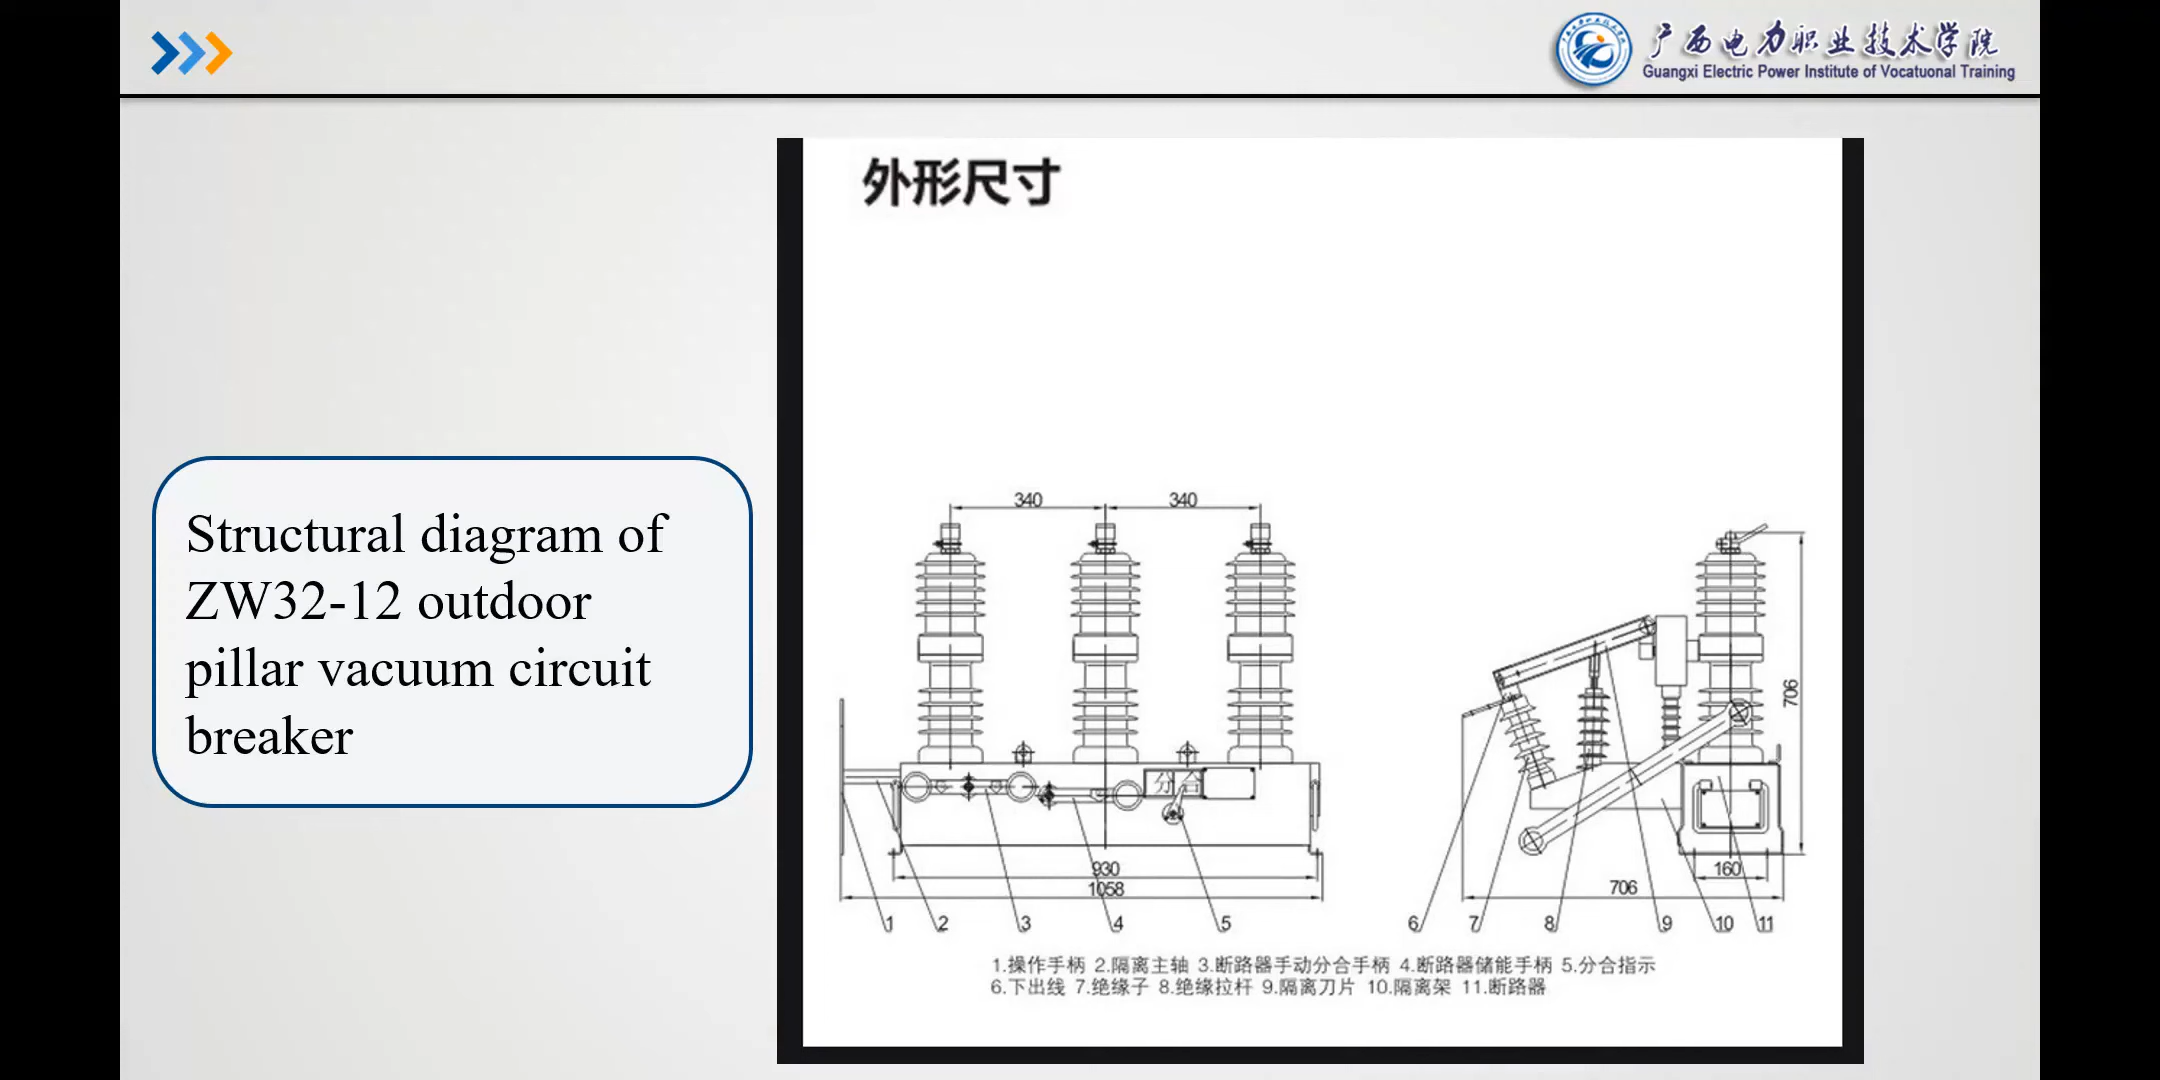 广西电力职业技术学院
Guangxi Electric Power Institute of Vocatuonal Training
外形尺寸
Structural diagram of
ZW32-12 outdoor
pillar vacuum circuit
breaker
340 340
706
分 合
930
1058
160
706
1 2 3 4 5 6 7 8 9 10 11
1.操作手柄 2.隔离主轴 3.断路器手动分合手柄 4.断路器储能手柄 5.分合指示
6.下出线 7.绝缘子 8.绝缘拉杆 9.隔离刀片 10.隔离架 11.断路器